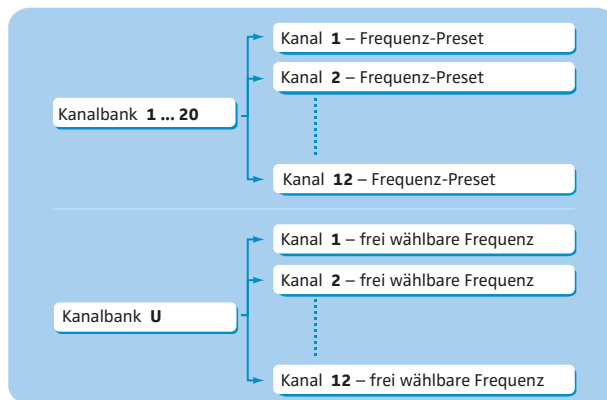 Kanal 1 – Frequenz-Preset
Kanal 2 – Frequenz-Preset
Kanalbank 1 ... 20
Kanal 12 – Frequenz-Preset
Kanal 1 – frei wählbare Frequenz
Kanal 2 – frei wählbare Frequenz
Kanalbank U
Kanal 12 – frei wählbare Frequenz